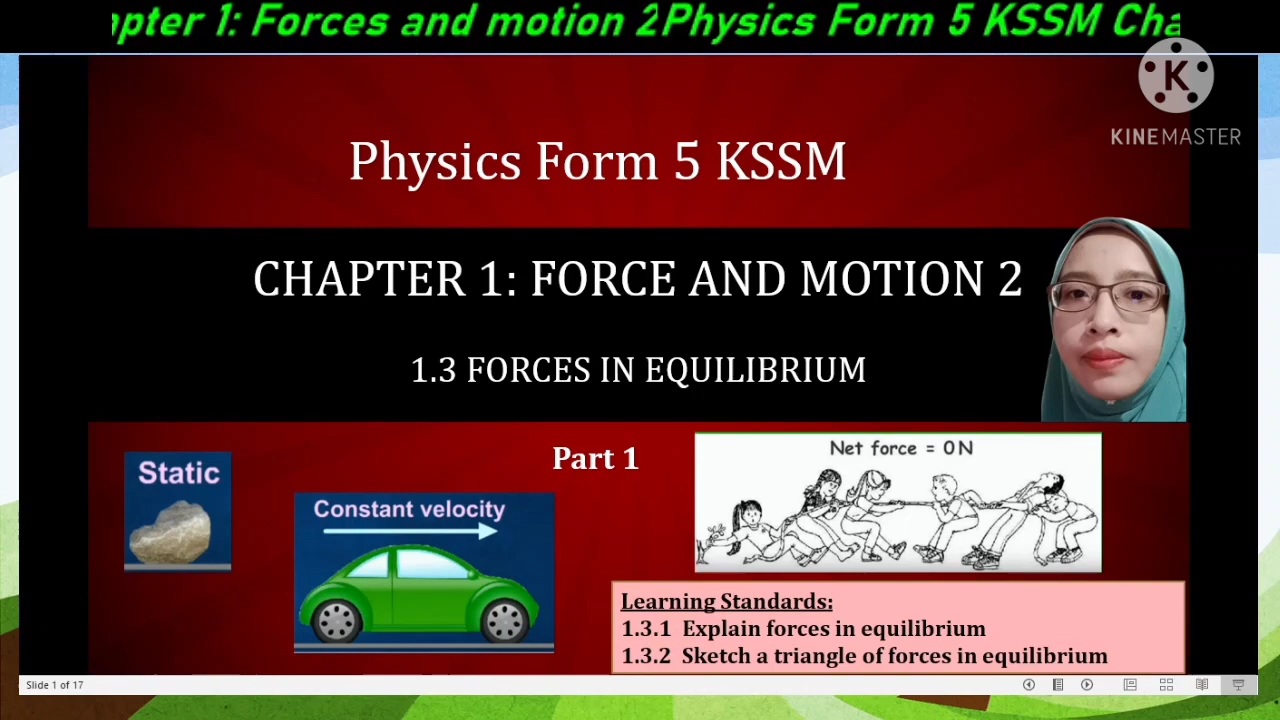 pter 1: Forces and motion 2Physics Form 5 KSSM Cha
K
KINEMASTER
Physics Form 5 KSSM
CHAPTER 1: FORCE AND MOTION 2
1.3 FORCES IN EQUILIBRIUM
Part 1
Static
Constant velocity
Net force = 0 N
Learning Standards:
1.3.1 Explain forces in equilibrium
1.3.2 Sketch a triangle of forces in equilibrium
Slide 1 of 17